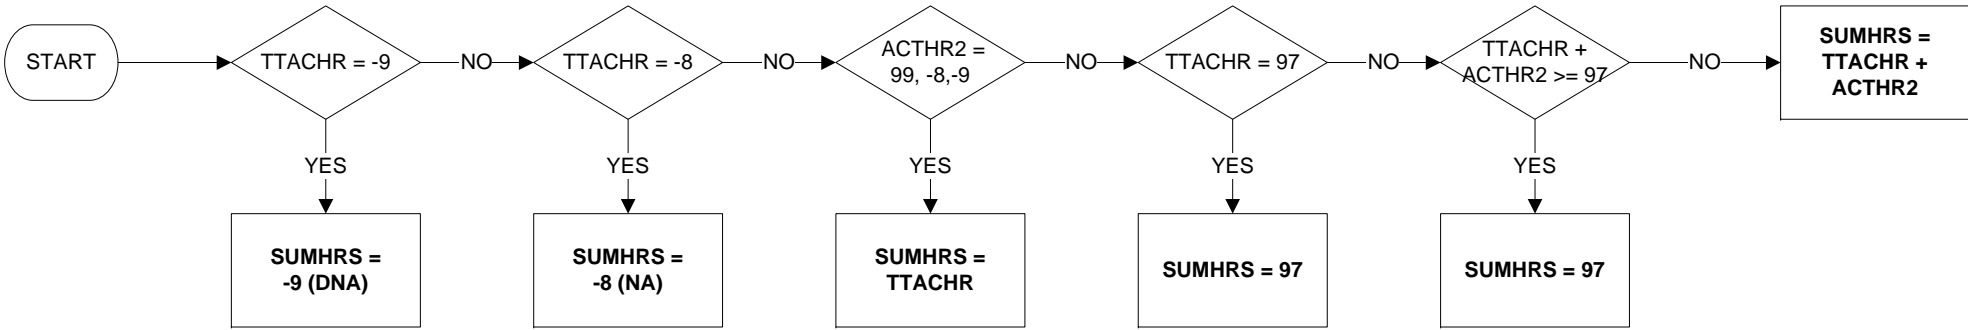 START
TTACHR = -9
NO
TTACHR = -8
NO
ACTHR2 =
99, -8,-9
NO
TTACHR = 97
NO
TTACHR +
ACTHR2 >= 97
NO
SUMHRS =
TTACHR +
ACTHR2
YES
YES
YES
YES
YES
SUMHRS =
-9 (DNA)
SUMHRS =
-8 (NA)
SUMHRS =
TTACHR
SUMHRS = 97
SUMHRS = 97